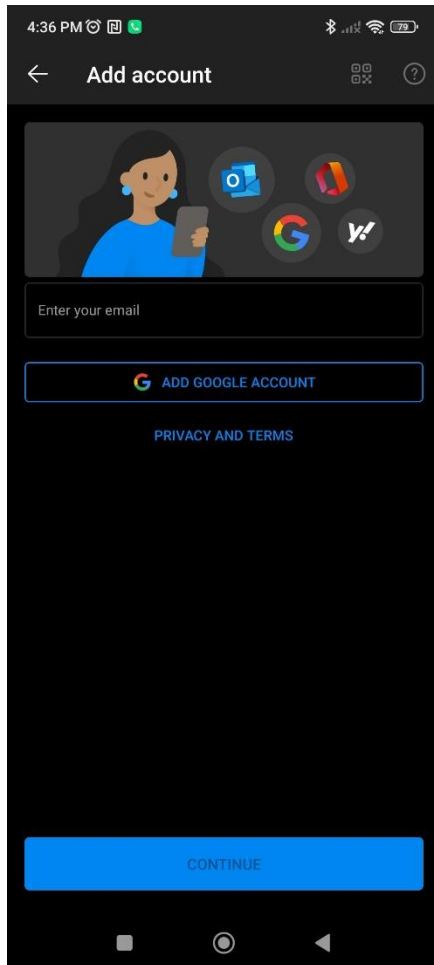 4:36 PM
79
Add account
Enter your email
ADD GOOGLE ACCOUNT
PRIVACY AND TERMS
CONTINUE